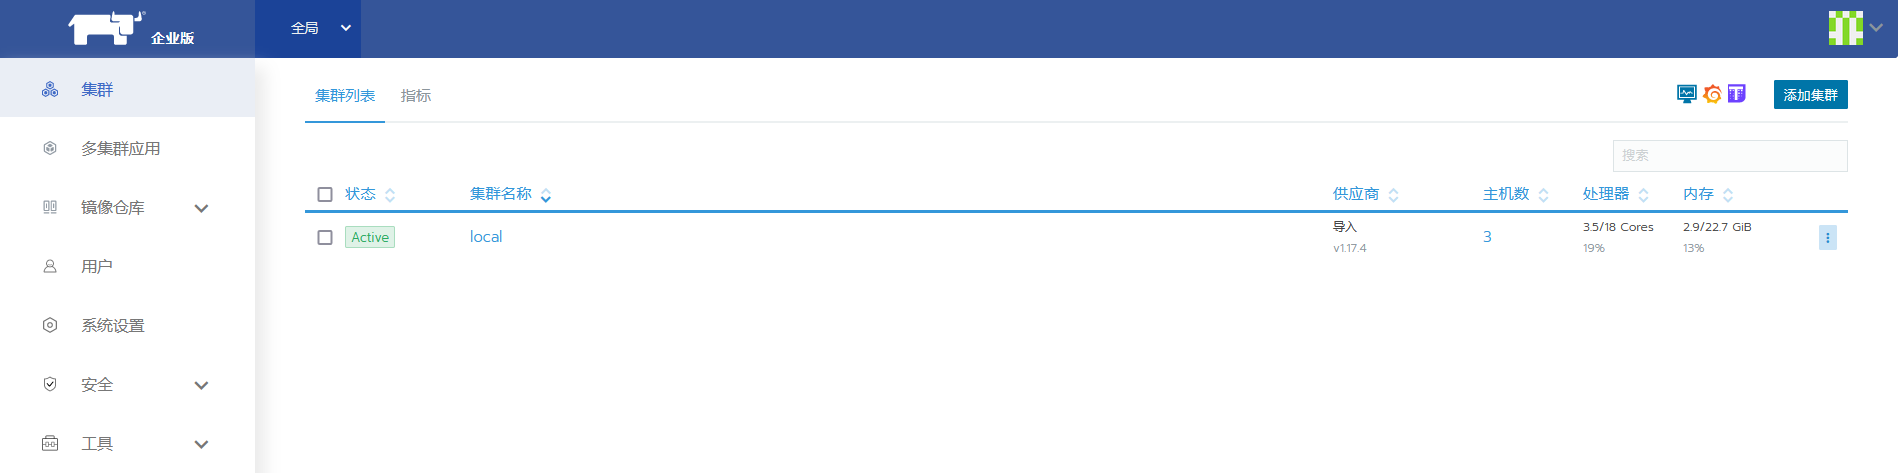 企业版
全局
集群
多集群应用
镜像仓库
用户
系统设置
安全
工具
集群列表 指标
添加集群
搜索
状态 集群名称 供应商 主机数 处理器 内存
Active local 导入 3 3.5/18 Cores 2.9/22.7 GiB
v1.17.4 19% 13%